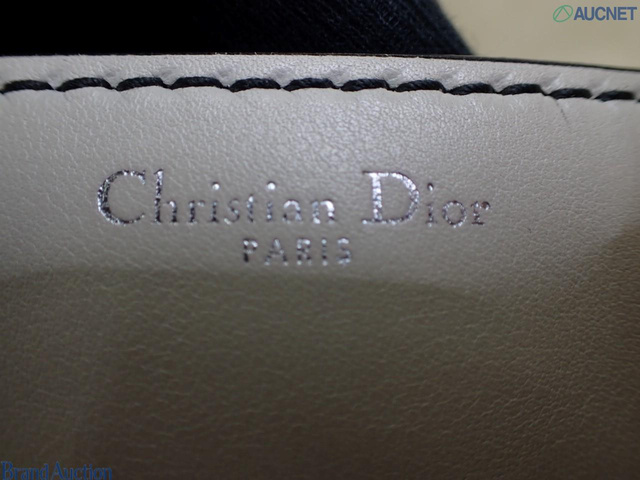 AUCNET
Christian Dior
PARIS
Brand Auction